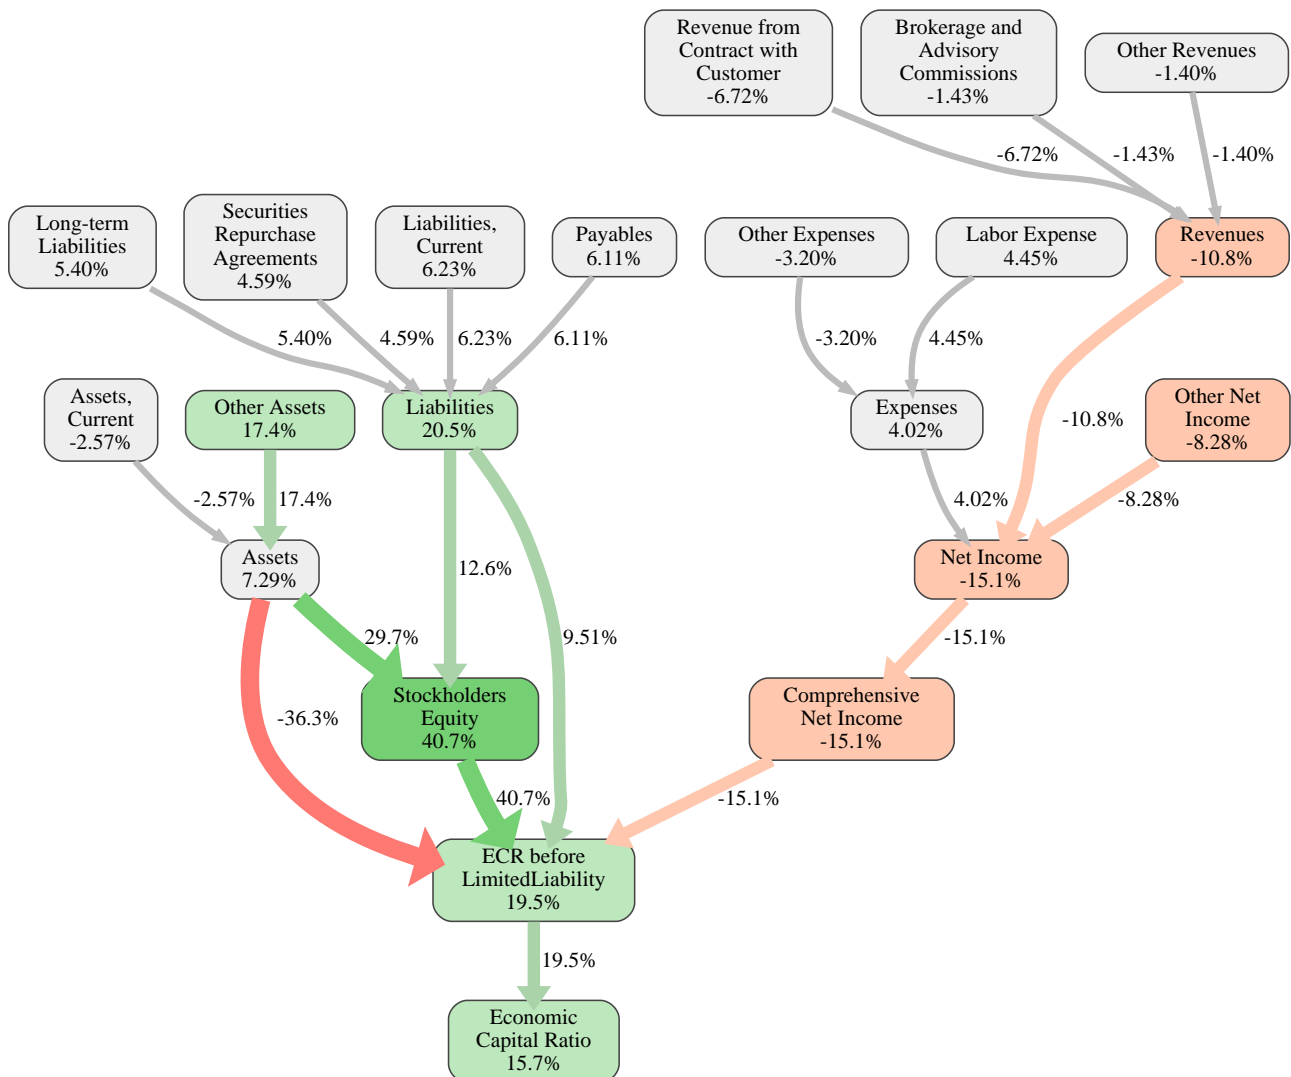 Revenue from
Contract with
Customer
-6.72%
Brokerage and
Advisory
Commissions
-1.43%
Other Revenues
-1.40%
-6.72%
-1.43%
-1.40%
Long-term
Liabilities
5.40%
Securities
Repurchase
Agreements
4.59%
Liabilities,
Current
6.23%
Payables
6.11%
Other Expenses
-3.20%
Labor Expense
4.45%
Revenues
-10.8%
5.40%
4.59%
6.23%
6.11%
-3.20%
4.45%
Assets,
Current
-2.57%
Other Assets
17.4%
Liabilities
20.5%
Expenses
4.02%
-10.8%
Other Net
Income
-8.28%
-2.57%
17.4%
4.02%
-8.28%
Assets
7.29%
12.6%
Net Income
-15.1%
29.7%
9.51%
-15.1%
-36.3%
Stockholders
Equity
40.7%
Comprehensive
Net Income
-15.1%
40.7%
-15.1%
ECR before
LimitedLiability
19.5%
19.5%
Economic
Capital Ratio
15.7%